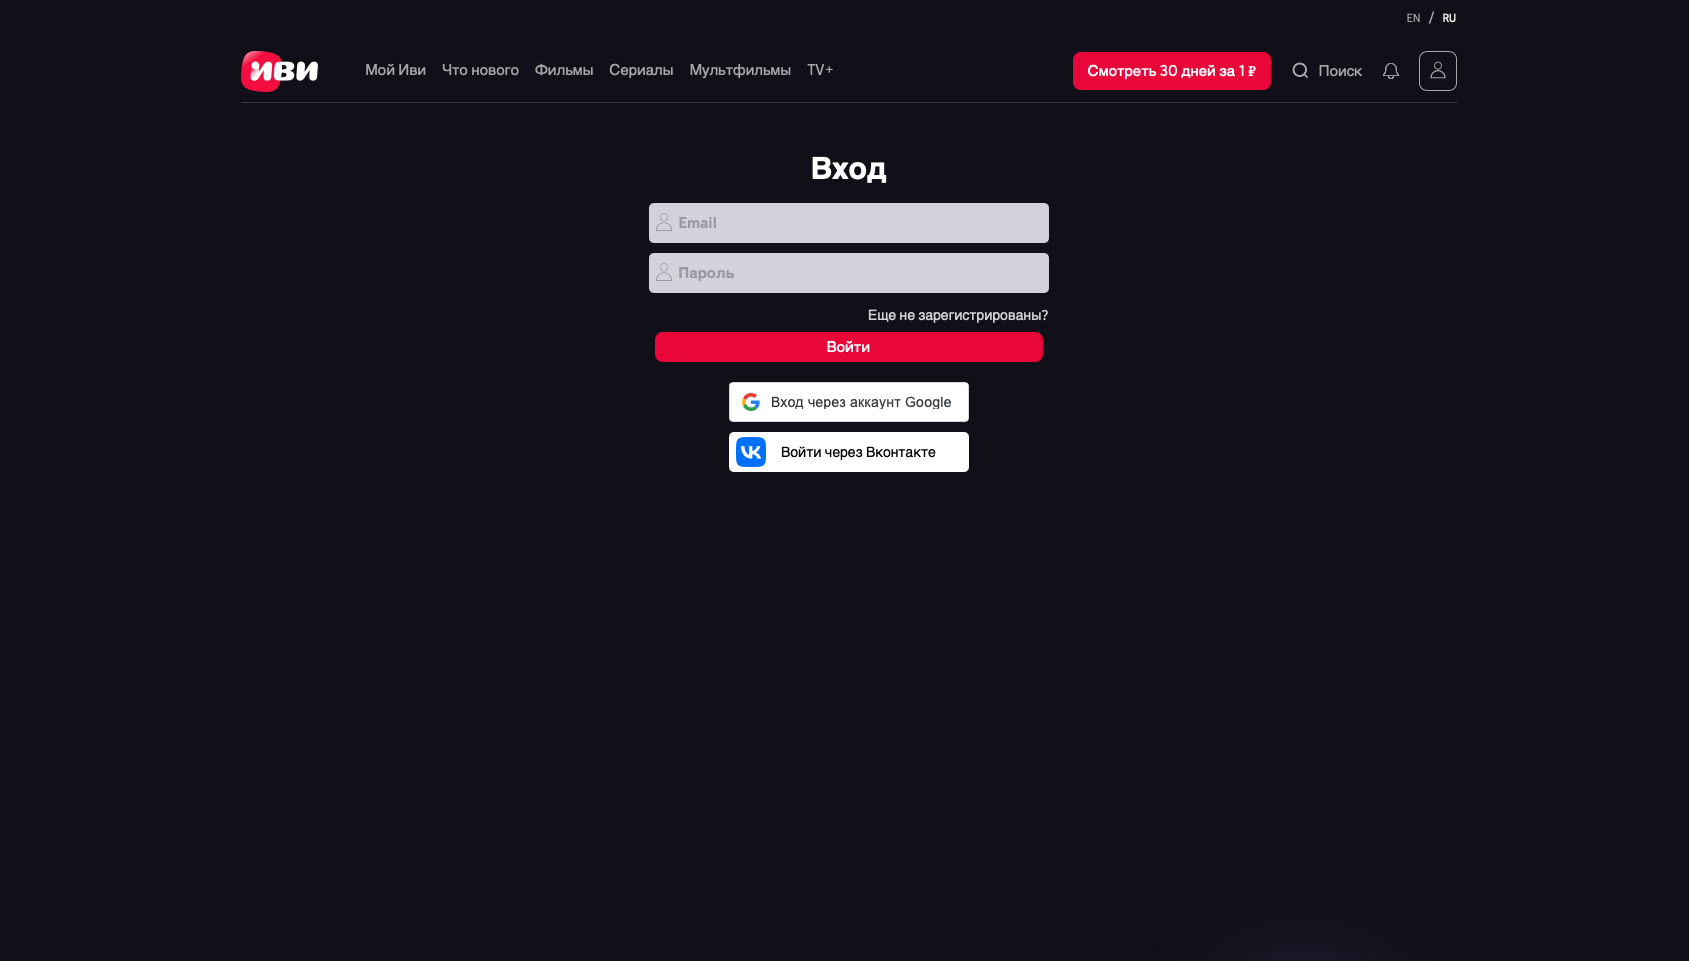 EN / RU
иви
Мой Иви Что нового Фильмы Сериалы Мультфильмы TV+
Смотреть 30 дней за 1 ₽
Поиск
Вход
Email
Пароль
Еще не зарегистрированы?
Войти
Вход через аккаунт Google
Войти через Вконтакте